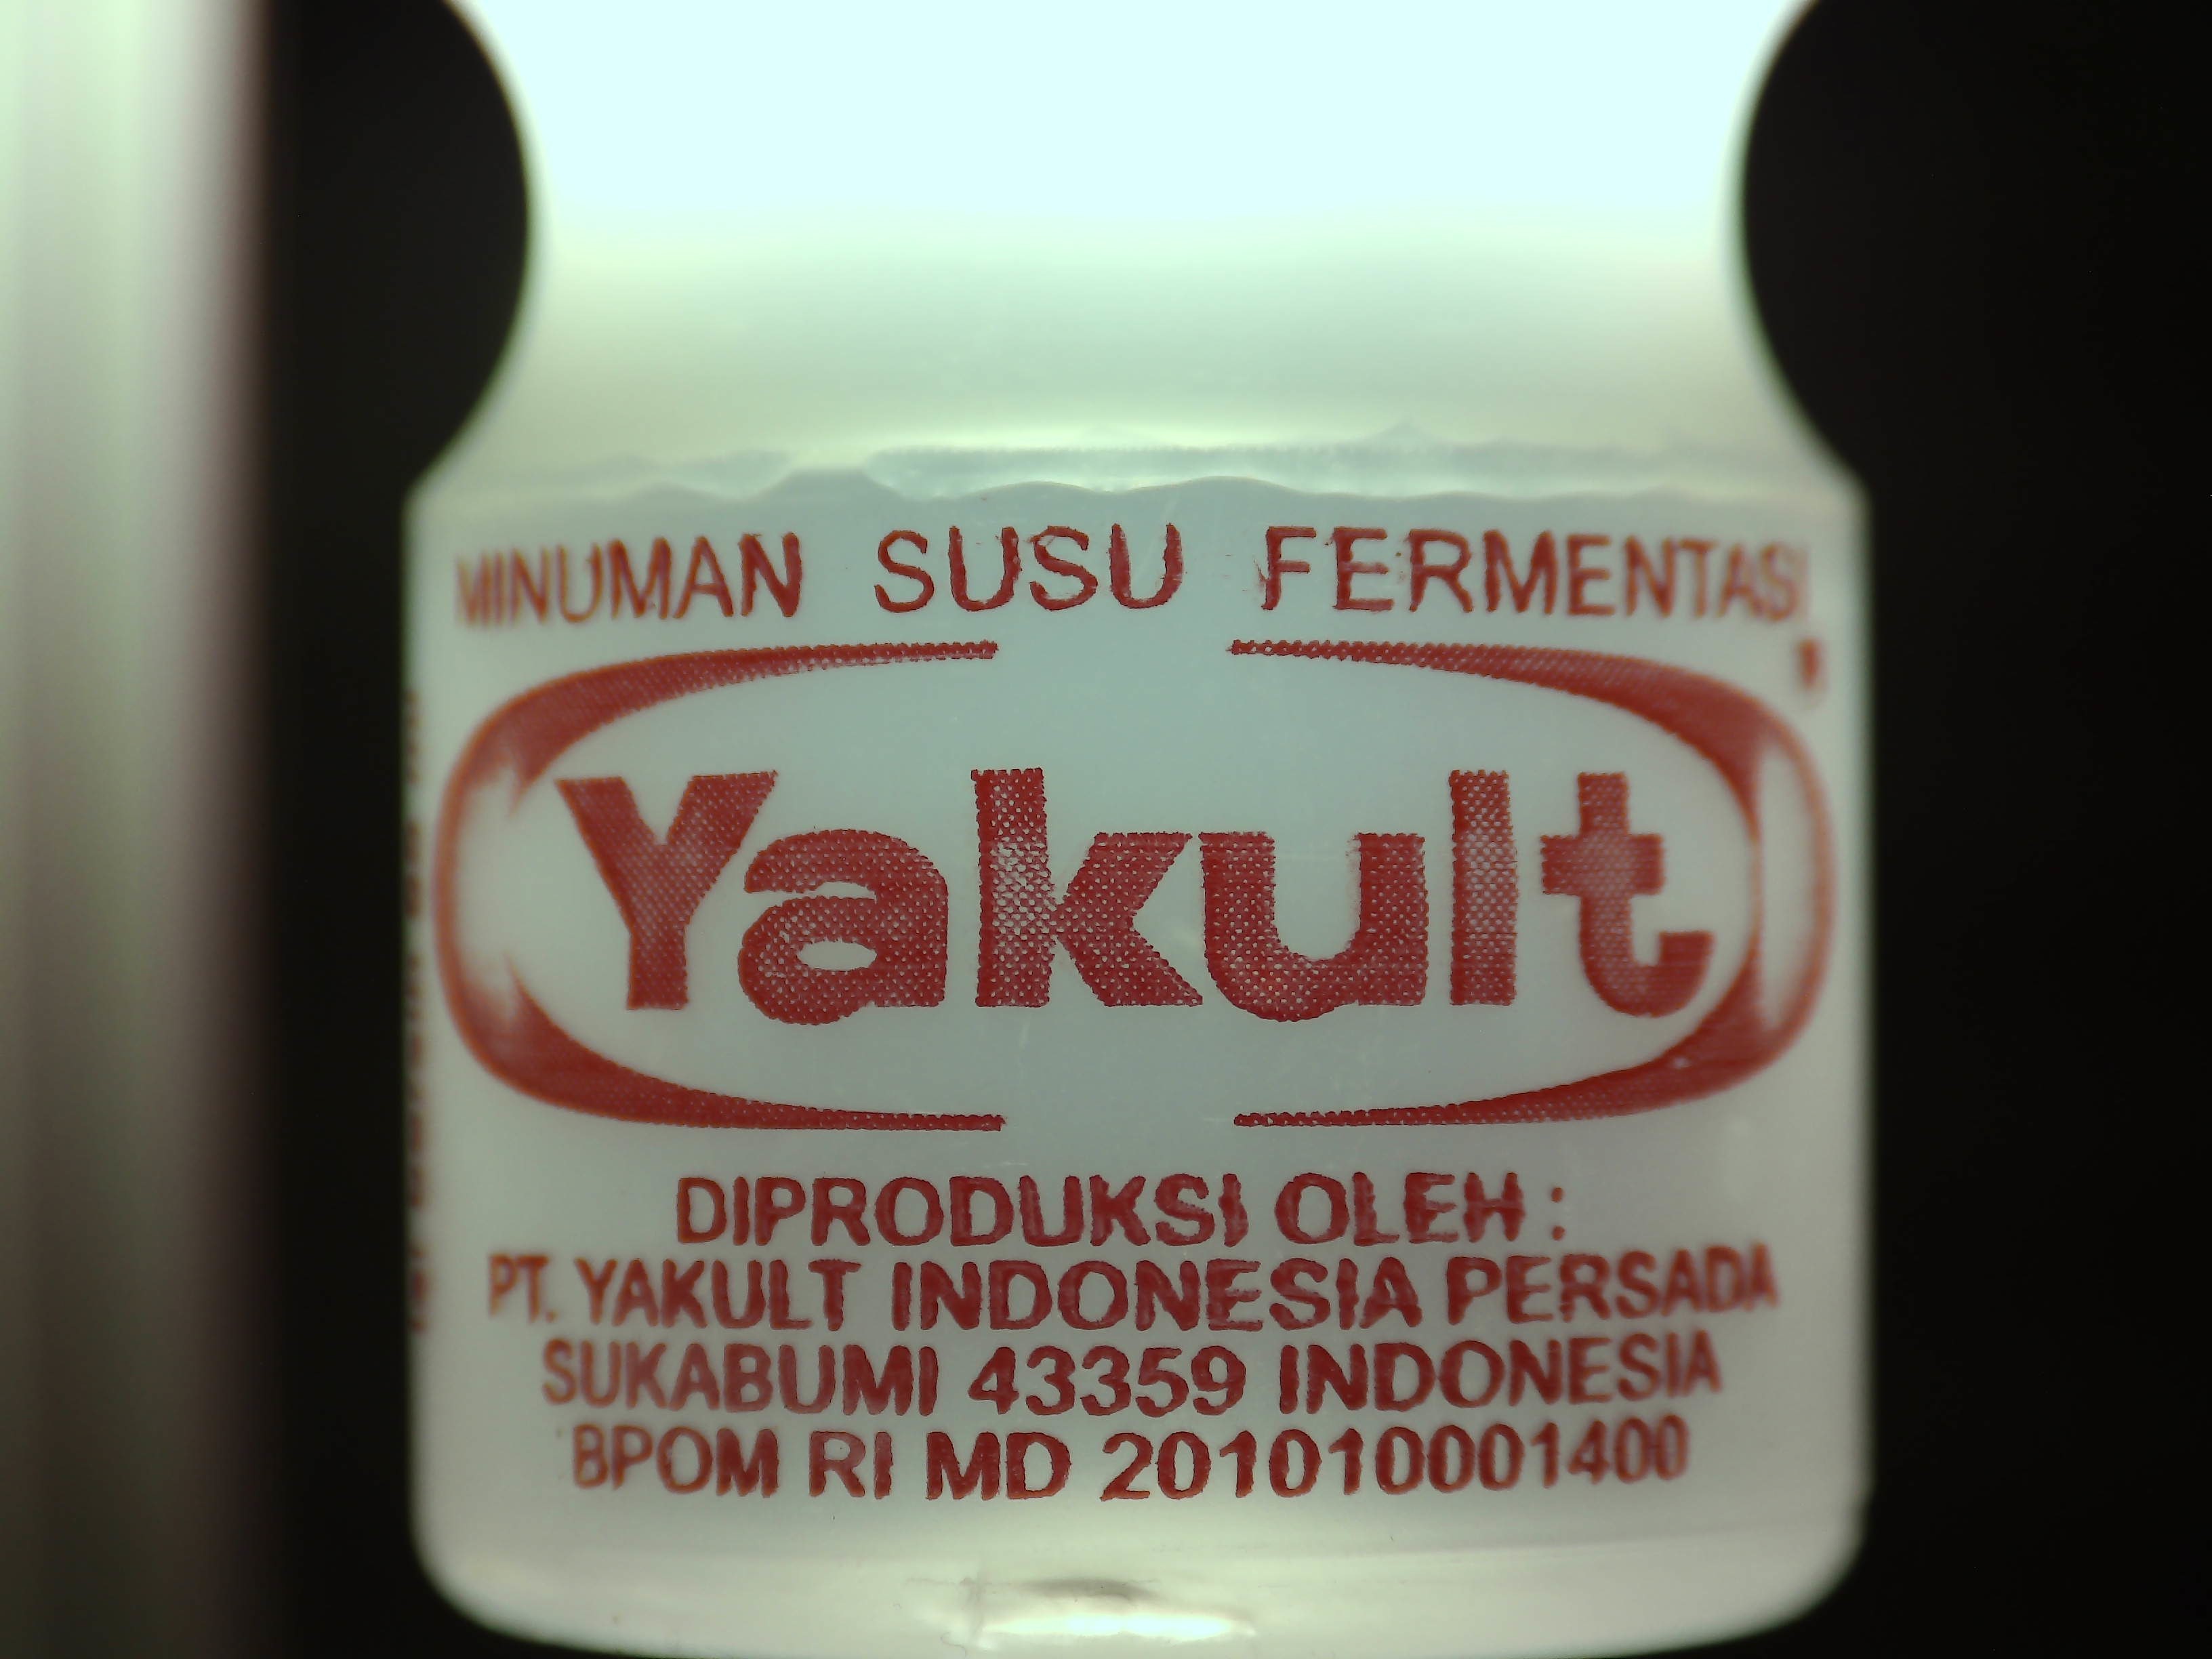 MINUMAN SUSU FERMENTASI
Yakult
DIPRODUKSI OLEH :
PT. YAKULT INDONESIA PERSADA
SUKABUMI 43359 INDONESIA
BPOM RI MD 201010001400